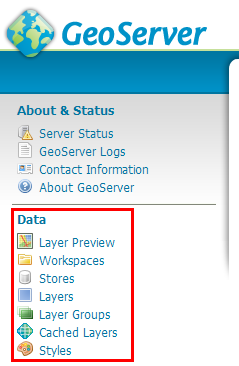 GeoServer
About & Status
Server Status
GeoServer Logs
Contact Information
About GeoServer
Data
Layer Preview
Workspaces
Stores
Layers
Layer Groups
Cached Layers
Styles